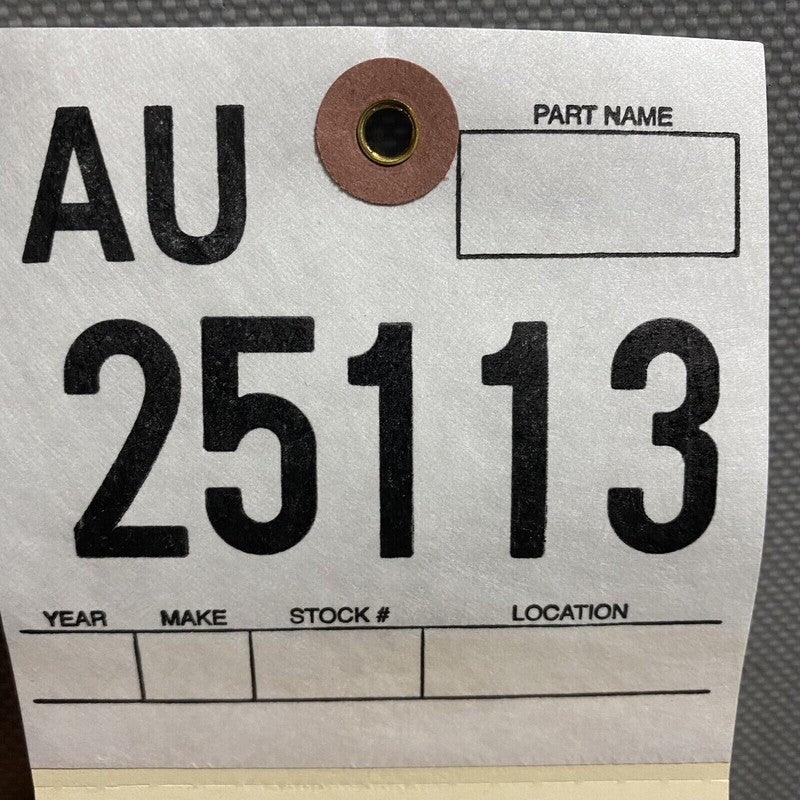 AU
PART NAME
25113
YEAR MAKE STOCK # LOCATION